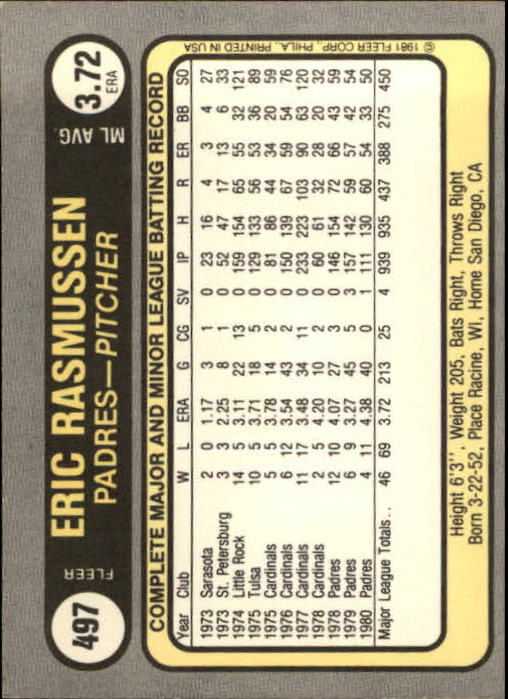 497
FLEER
ERIC RASMUSSEN
PADRES—PITCHER
ML AVG.
3.72
ERA
COMPLETE MAJOR AND MINOR LEAGUE BATTING RECORD
Year Club W L ERA G CG SV IP H R ER BB SO
1973 Sarasota 2 0 1.17 3 1 0 23 16 4 3 4 27
1973 St. Petersburg 3 3 2.25 8 1 0 52 47 17 13 6 33
1974 Little Rock 14 5 3.11 22 13 0 159 154 65 55 32 121
1975 Tulsa 10 5 3.71 18 5 0 129 133 56 53 36 89
1975 Cardinals 5 5 3.78 14 2 0 81 86 44 34 20 59
1976 Cardinals 6 12 3.54 43 2 0 150 139 67 59 54 76
1977 Cardinals 11 17 3.48 34 11 0 233 223 103 90 63 120
1978 Cardinals 2 5 4.20 10 2 0 60 61 32 28 20 32
1978 Padres 12 10 4.07 27 3 0 146 154 72 66 43 59
1979 Padres 6 9 3.27 45 5 3 157 142 59 57 42 54
1980 Padres 4 11 4.38 40 0 1 111 130 60 54 33 50
Major League Totals . . 46 69 3.72 213 25 4 939 935 437 388 275 450
© 1981 FLEER CORP., PHILA., PRINTED IN USA
Height 6'3'', Weight 205, Bats Right, Throws Right
Born 3-22-52, Place Racine, WI, Home San Diego, CA